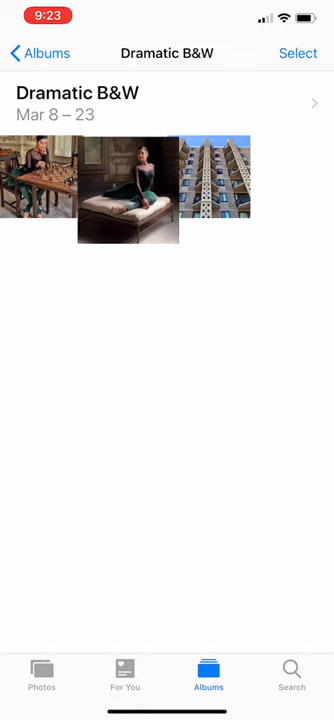 9:23
Albums
Dramatic B&W
Select
Dramatic B&W
Mar 8 – 23
Photos
For You
Albums
Search